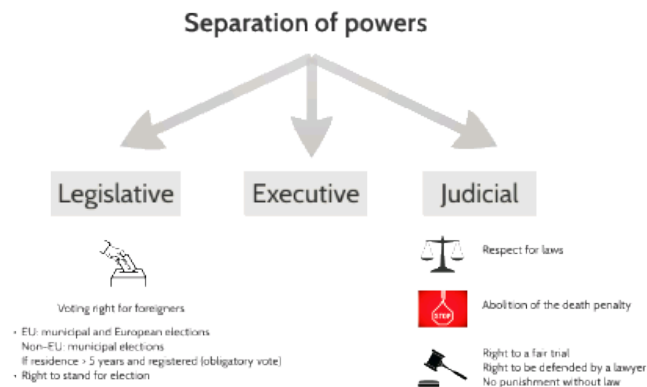 Separation of powers
Legislative
Executive
Judicial
Voting right for foreigners
• EU: municipal and European elections
Non-EU: municipal elections
If residence > 5 years and registered (obligatory vote)
• Right to stand for election
Respect for laws
STOP
Abolition of the death penalty
Right to a fair trial
Right to be defended by a lawyer
No punishment without law